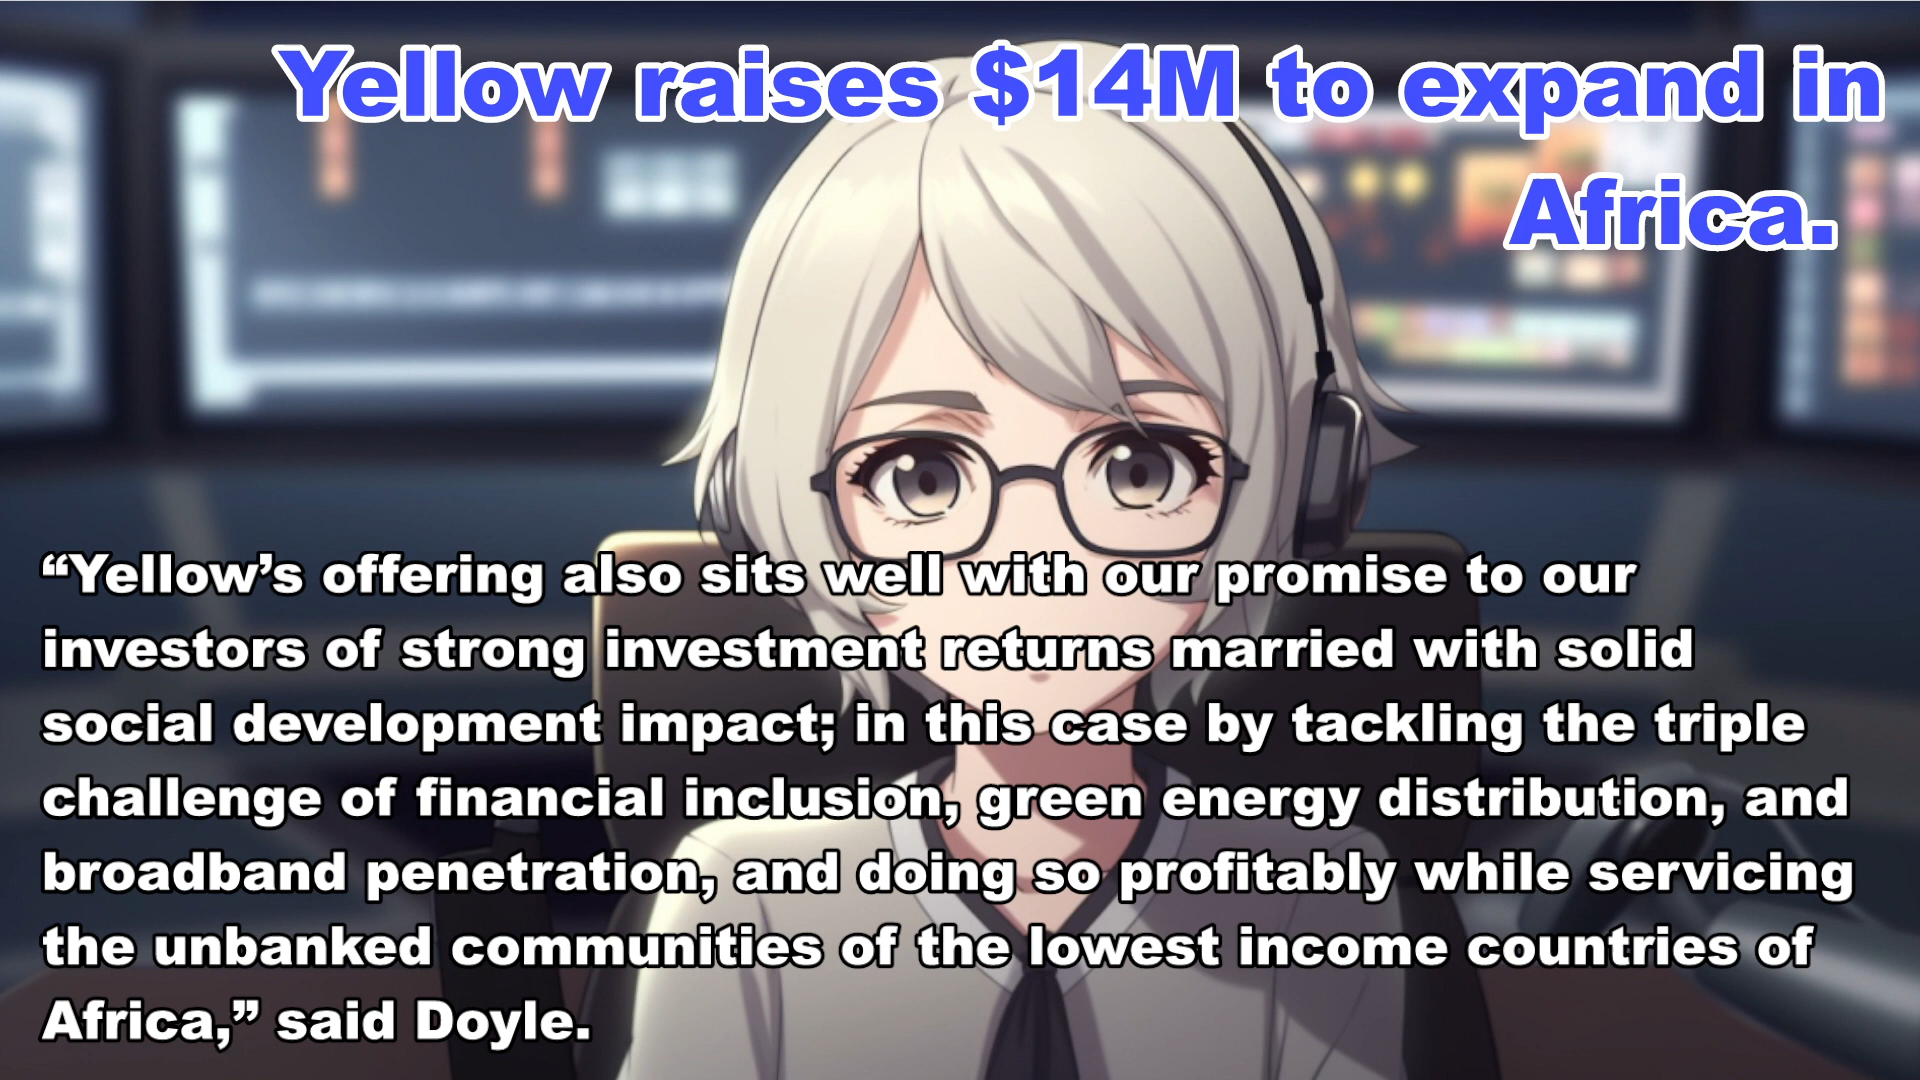 Yellow raises $14M to expand in
Africa.
“Yellow’s offering also sits well with our promise to our
investors of strong investment returns married with solid
social development impact; in this case by tackling the triple
challenge of financial inclusion, green energy distribution, and
broadband penetration, and doing so profitably while servicing
the unbanked communities of the lowest income countries of
Africa,” said Doyle.